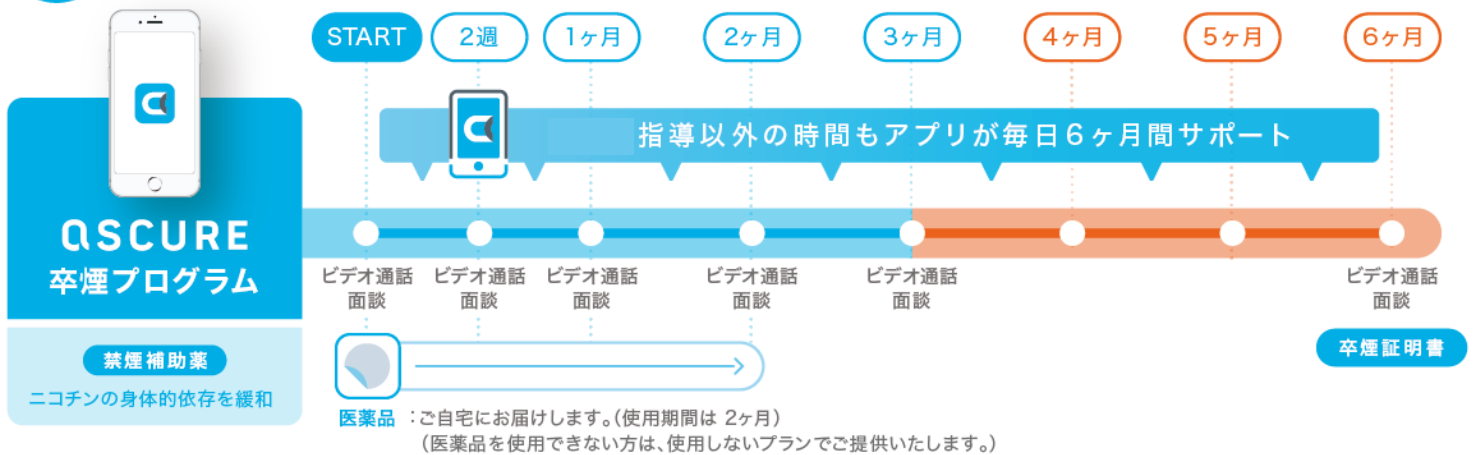 START
2週
1ヶ月
2ヶ月
3ヶ月
4ヶ月
5ヶ月
6ヶ月
指導以外の時間もアプリが毎日6ヶ月間サポート
QSCURE
卒煙プログラム
ビデオ通話
面談
ビデオ通話
面談
ビデオ通話
面談
ビデオ通話
面談
ビデオ通話
面談
ビデオ通話
面談
禁煙補助薬
ニコチンの身体的依存を緩和
卒煙証明書
医薬品 :ご自宅にお届けします。(使用期間は 2ヶ月)
(医薬品を使用できない方は、使用しないプランでご提供いたします。)